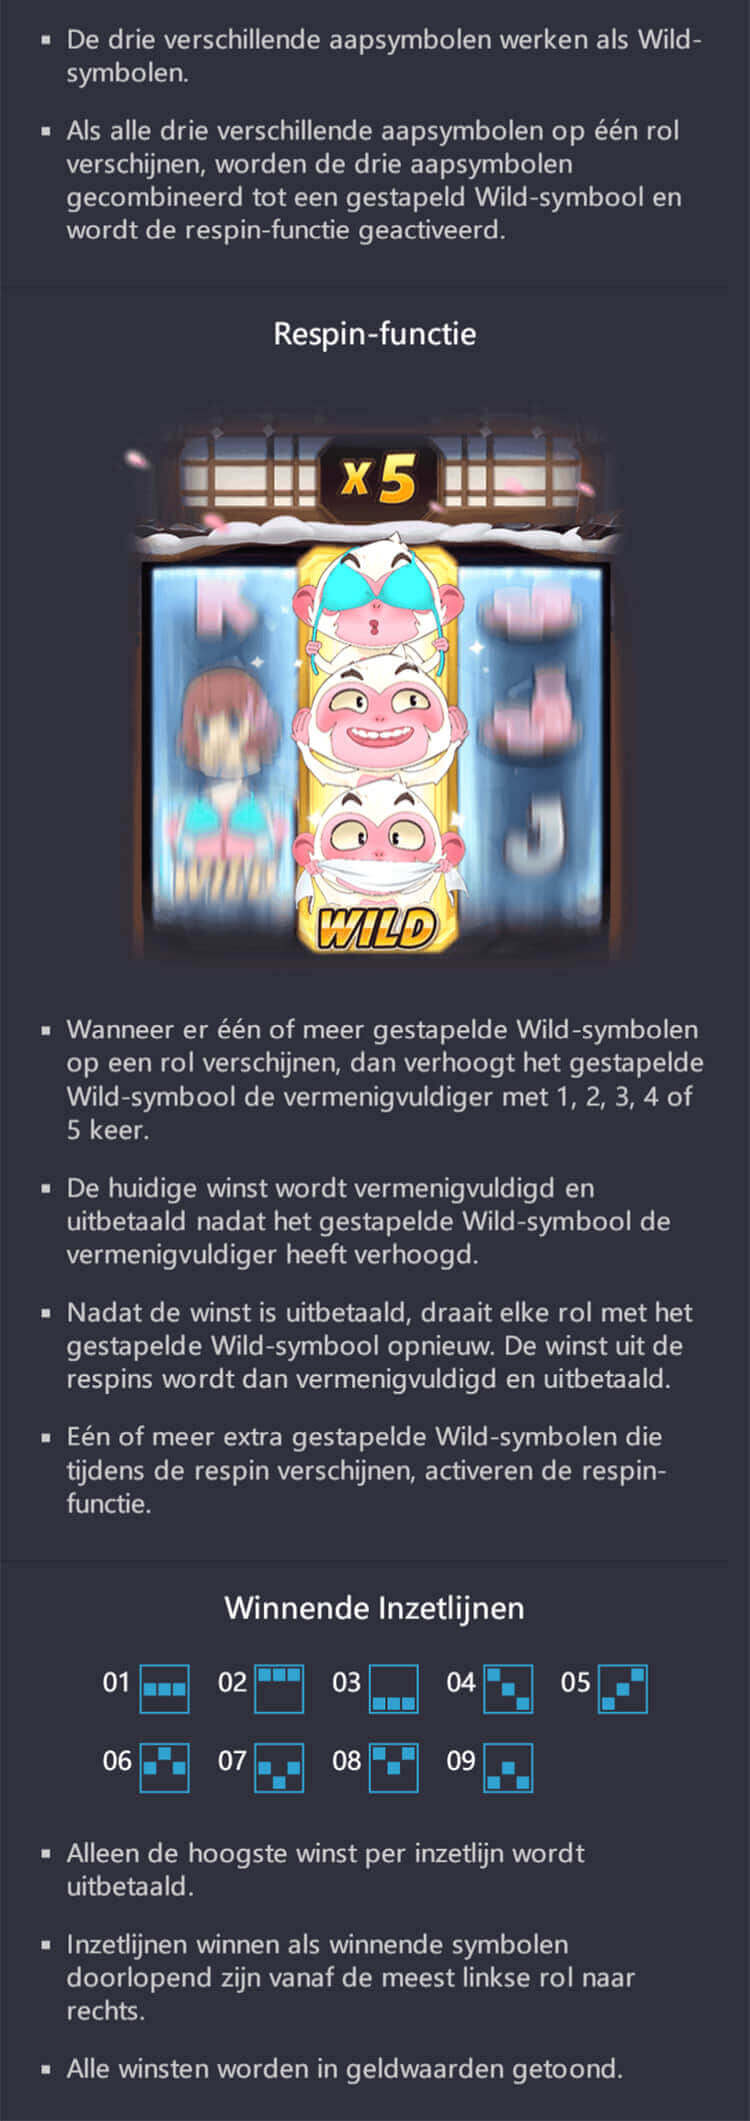 ▪ De drie verschillende aapsymbolen werken als Wild-
symbolen.
▪ Als alle drie verschillende aapsymbolen op één rol
verschijnen, worden de drie aapsymbolen
gecombineerd tot een gestapeld Wild-symbool en
wordt de respin-functie geactiveerd.
Respin-functie
x5
K
J
WILD
▪ Wanneer er één of meer gestapelde Wild-symbolen
op een rol verschijnen, dan verhoogt het gestapelde
Wild-symbool de vermenigvuldiger met 1, 2, 3, 4 of
5 keer.
▪ De huidige winst wordt vermenigvuldigd en
uitbetaald nadat het gestapelde Wild-symbool de
vermenigvuldiger heeft verhoogd.
▪ Nadat de winst is uitbetaald, draait elke rol met het
gestapelde Wild-symbool opnieuw. De winst uit de
respins wordt dan vermenigvuldigd en uitbetaald.
▪ Eén of meer extra gestapelde Wild-symbolen die
tijdens de respin verschijnen, activeren de respin-
functie.
Winnende Inzetlijnen
01 02 03 04 05
06 07 08 09
▪ Alleen de hoogste winst per inzetlijn wordt
uitbetaald.
▪ Inzetlijnen winnen als winnende symbolen
doorlopend zijn vanaf de meest linkse rol naar
rechts.
▪ Alle winsten worden in geldwaarden getoond.